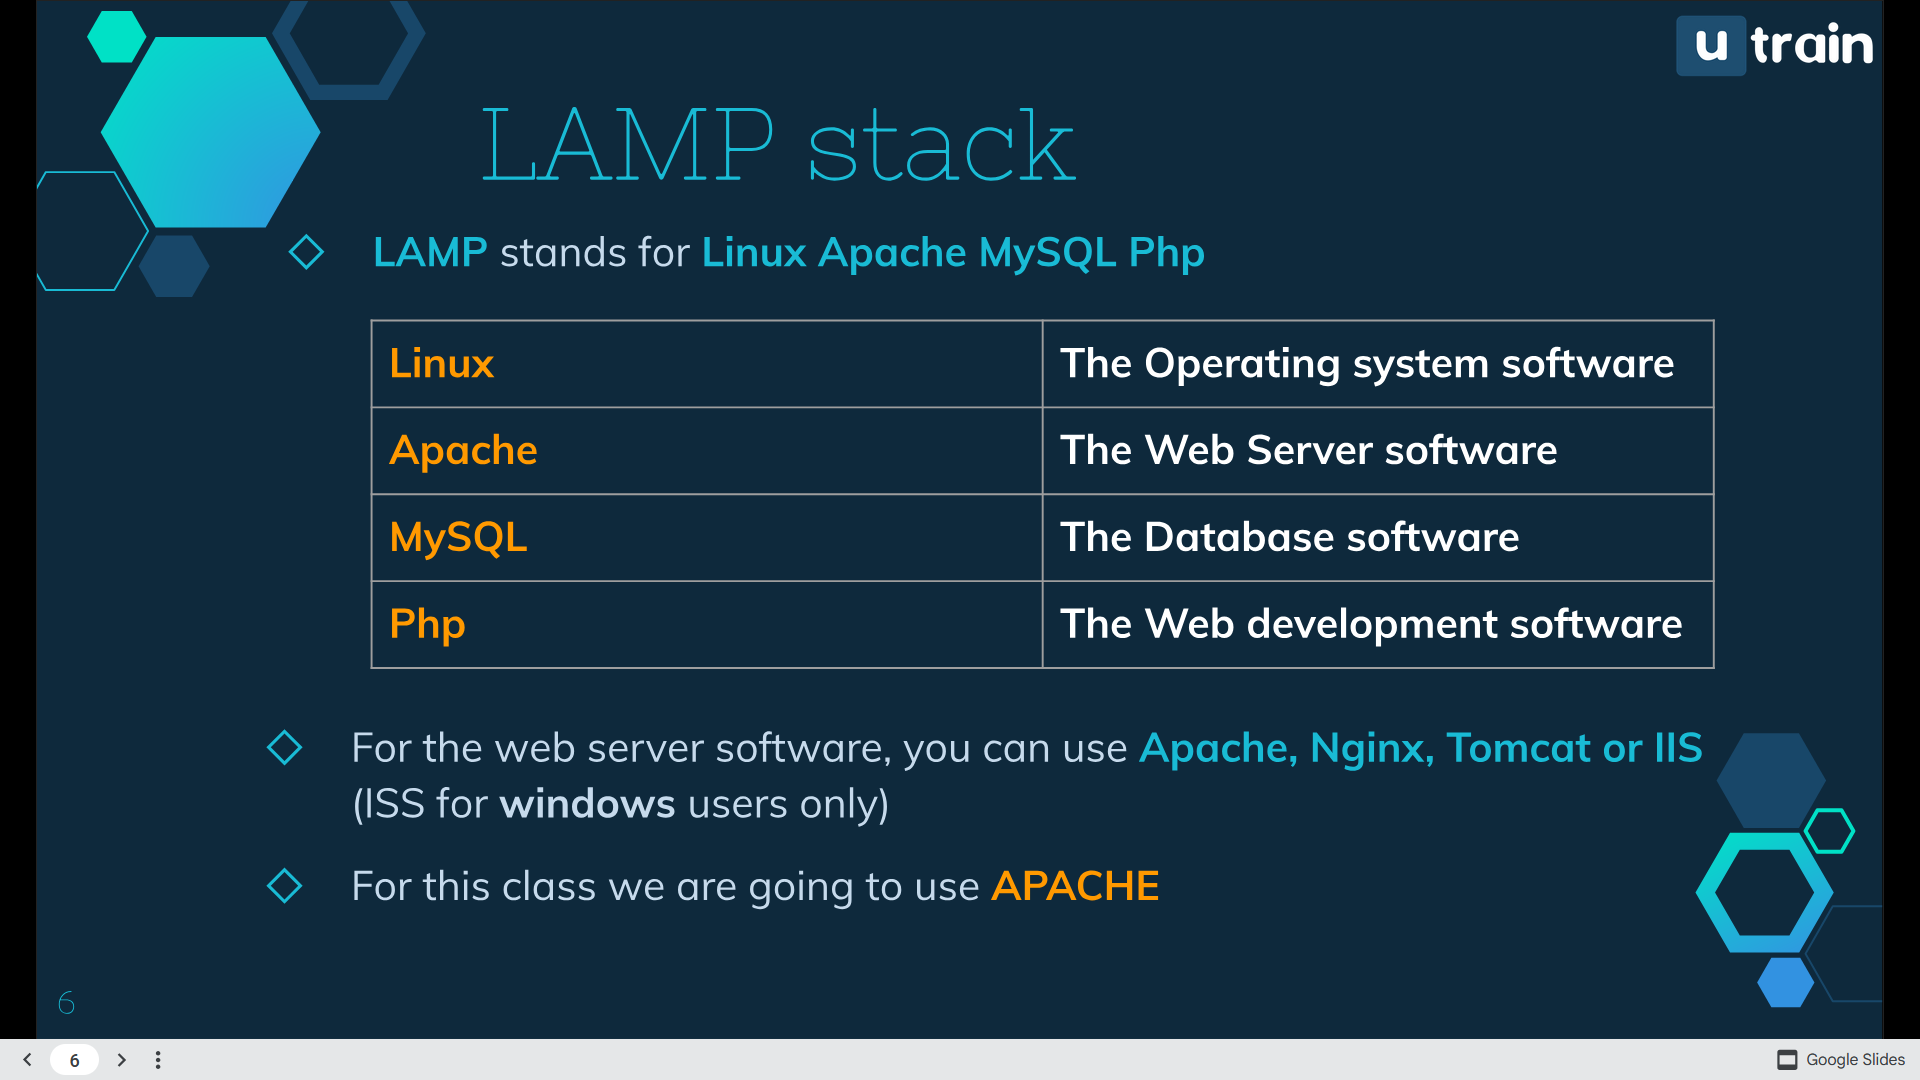 u train
LAMP stack
LAMP stands for Linux Apache MySQL Php
Linux The Operating system software
Apache The Web Server software
MySQL The Database software
Php The Web development software
For the web server software, you can use Apache, Nginx, Tomcat or IIS
(ISS for windows users only)
For this class we are going to use APACHE
6
6 Google Slides